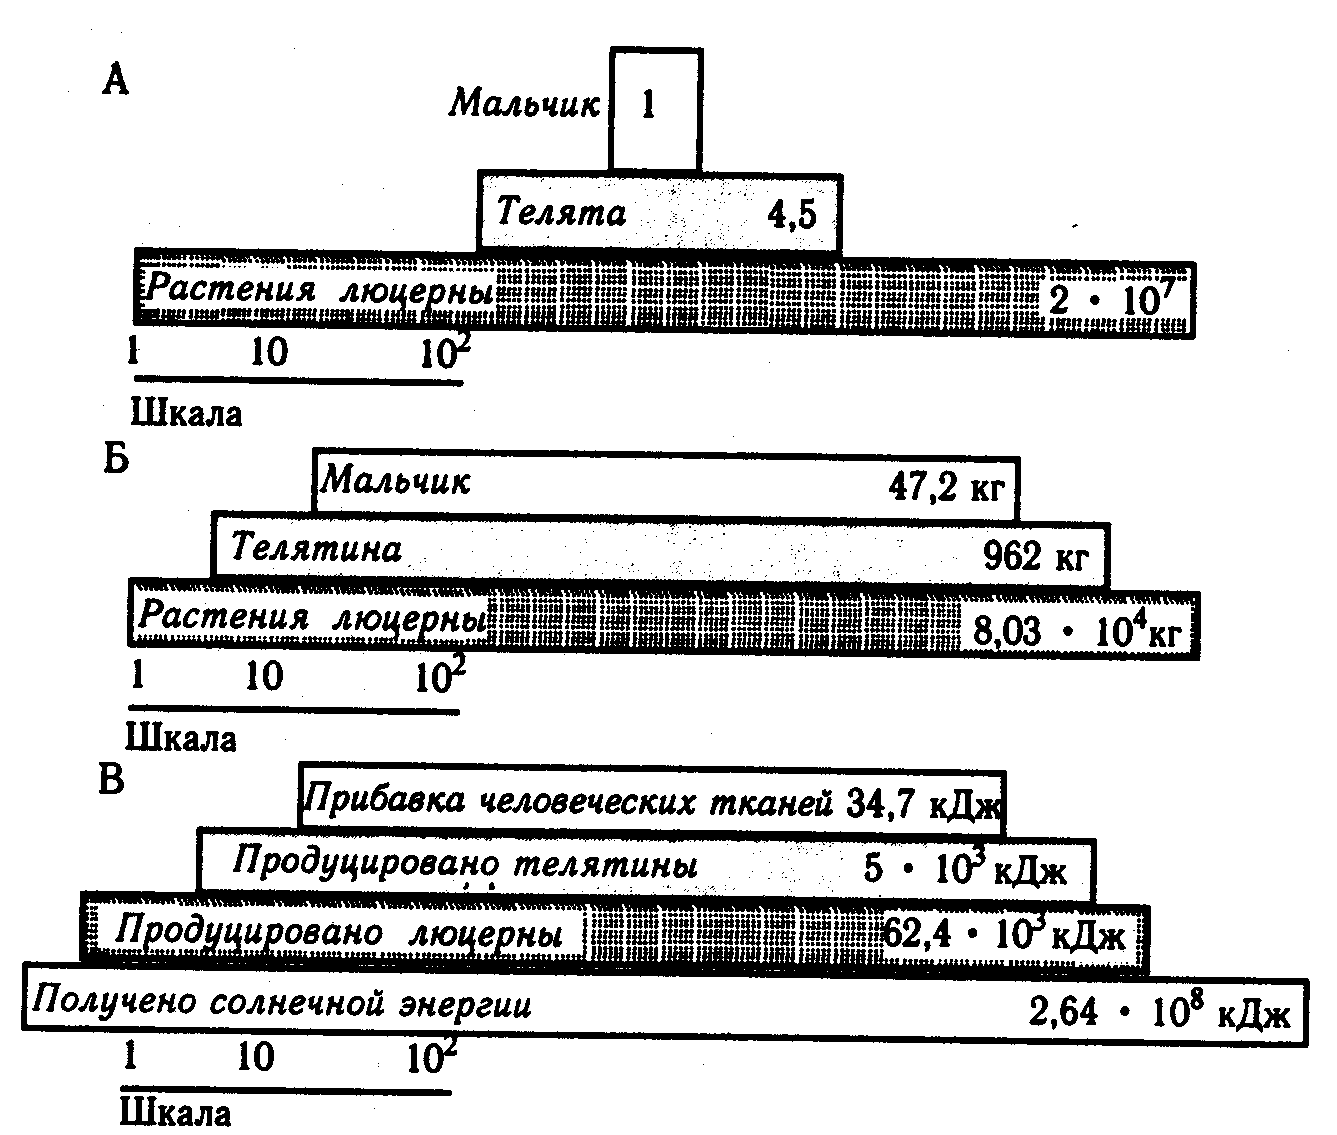 А
Мальчик 1
Телята 4,5
Растения люцерны 2 · 10⁷
1 10 10²
Шкала
Б
Мальчик 47,2 кг
Телятина 962 кг
Растения люцерны 8,03 · 10⁴ кг
1 10 10²
Шкала
В
Прибавка человеческих тканей 34,7 кДж
Продуцировано телятины 5 · 10³ кДж
Продуцировано люцерны 62,4 · 10³ кДж
Получено солнечной энергии 2,64 · 10⁸ кДж
1 10 10²
Шкала